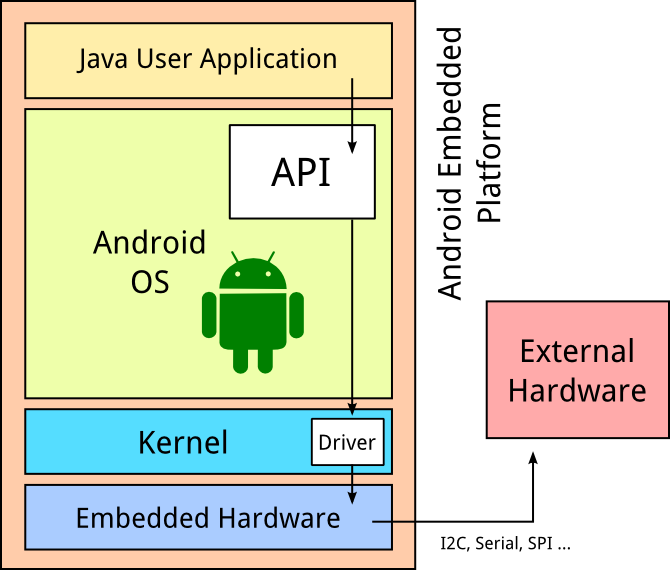 Java User Application
API
Android
OS
Kernel
Driver
Embedded Hardware
Android Embedded
Platform
External
Hardware
I2C, Serial, SPI ...